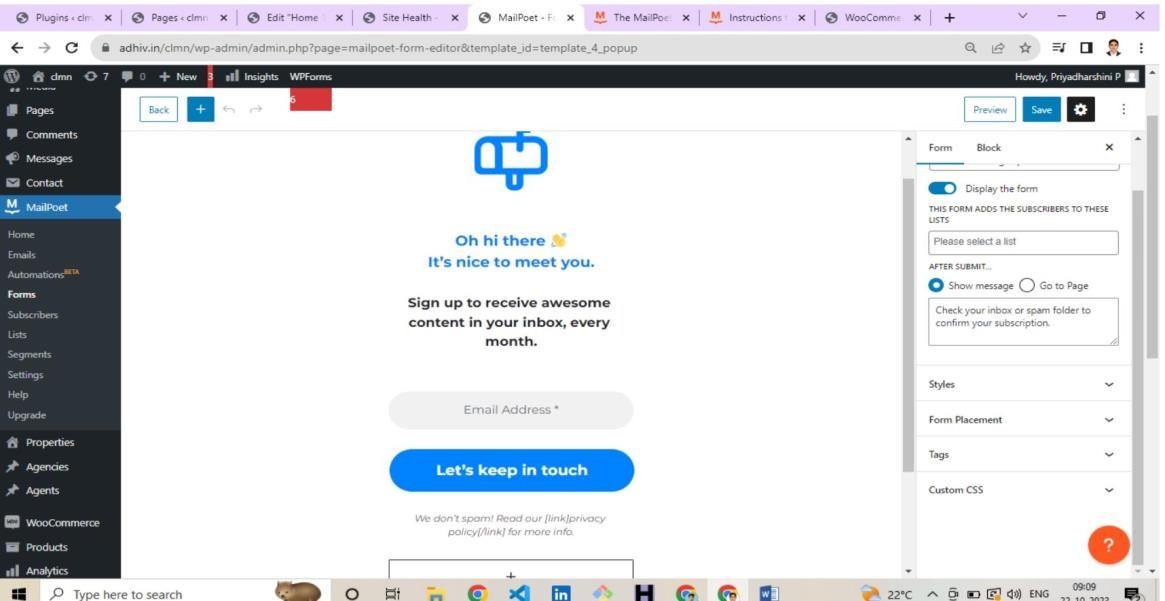 Plugins ‹ clm
Pages ‹ clmn
Edit "Home
Site Health -
MailPoet - Fo
The MailPoe
Instructions
WooComme
adhiv.in/clmn/wp-admin/admin.php?page=mailpoet-form-editor&template_id=template_4_popup
clmn 7 0 New 3 Insights WPForms Howdy, Priyadharshini P
Media
Pages
Comments
Messages
Contact
MailPoet
Home
Emails
Automations BETA
Forms
Subscribers
Lists
Segments
Settings
Help
Upgrade
Properties
Agencies
Agents
WooCommerce
Products
Analytics
Back
6
Preview
Save
Oh hi there 👋
It's nice to meet you.
Sign up to receive awesome
content in your inbox, every
month.
Email Address *
Let's keep in touch
We don't spam! Read our [link]privacy
policy[/link] for more info.
Form Block
Display the form
THIS FORM ADDS THE SUBSCRIBERS TO THESE
LISTS
Please select a list
AFTER SUBMIT...
Show message Go to Page
Check your inbox or spam folder to
confirm your subscription.
Styles
Form Placement
Tags
Custom CSS
?
Type here to search
22°C
ENG
09:09
22-10-2023